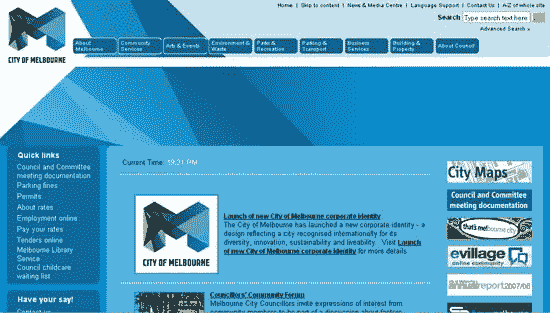 Home | Skip to content | News & Media Centre | Language Support | Contact Us | A-Z of whole site
Search Type search text here
Advanced Search »
CITY OF MELBOURNE
About Melbourne
Community Services
Arts & Events
Environment & Waste
Parks & Recreation
Parking & Transport
Business Services
Building & Property
About Council
Quick links
Council and Committee
meeting documentation
Parking fines
Permits
About rates
Employment online
Pay your rates
Tenders online
Melbourne Library
Service
Council childcare
waiting list
Have your say!
Contact us
Current Time:
CITY OF MELBOURNE
Launch of new City of Melbourne corporate identity
The City of Melbourne has launched a new corporate identity - a
design reflecting a city recognised internationally for its
diversity, innovation, sustainability and liveability. Visit Launch
of new City of Melbourne corporate identity for more details.
Councillors' Community Forum
Melbourne City Councillors invite expressions of interest from
community members to be part of a discussion about factors
City Maps
Council and Committee
meeting documentation
that's melbourne city
evillage
online community
annualreport2007/08